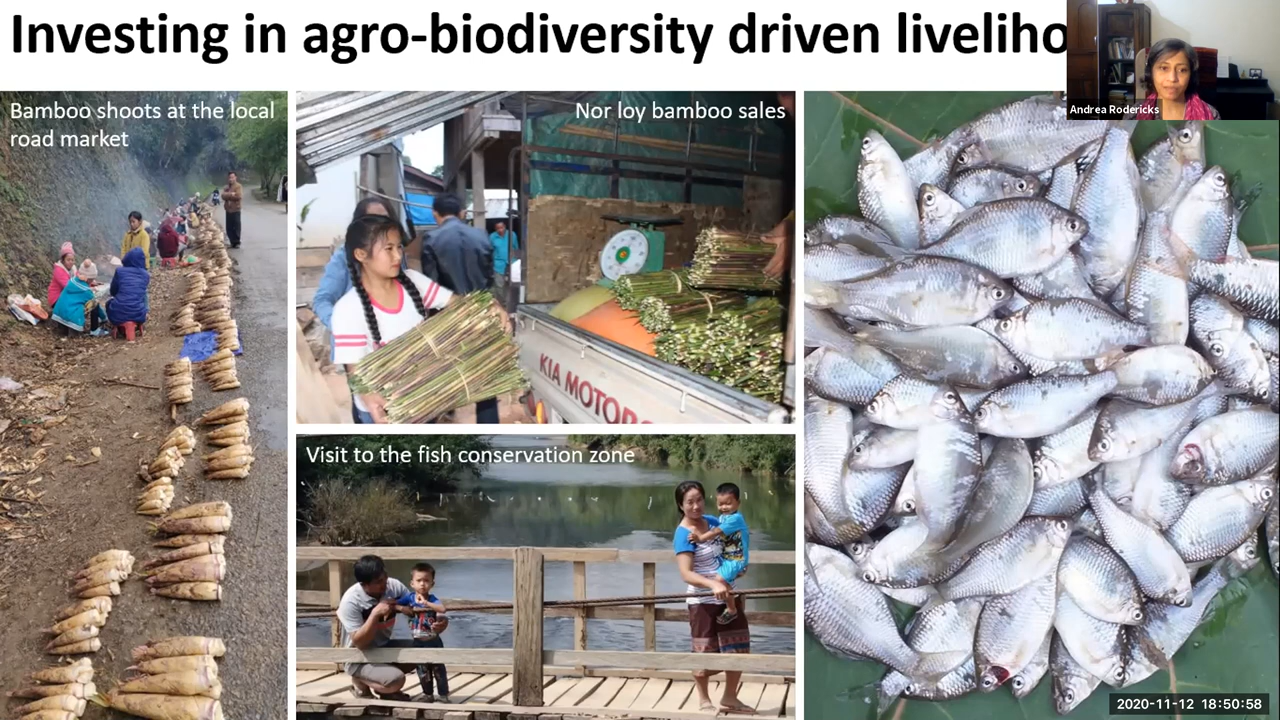 Investing in agro-biodiversity driven liveliho
Andrea Rodericks
Bamboo shoots at the local
road market
Nor loy bamboo sales
KIA MOTORS
Visit to the fish conservation zone
2020-11-12 18:50:58